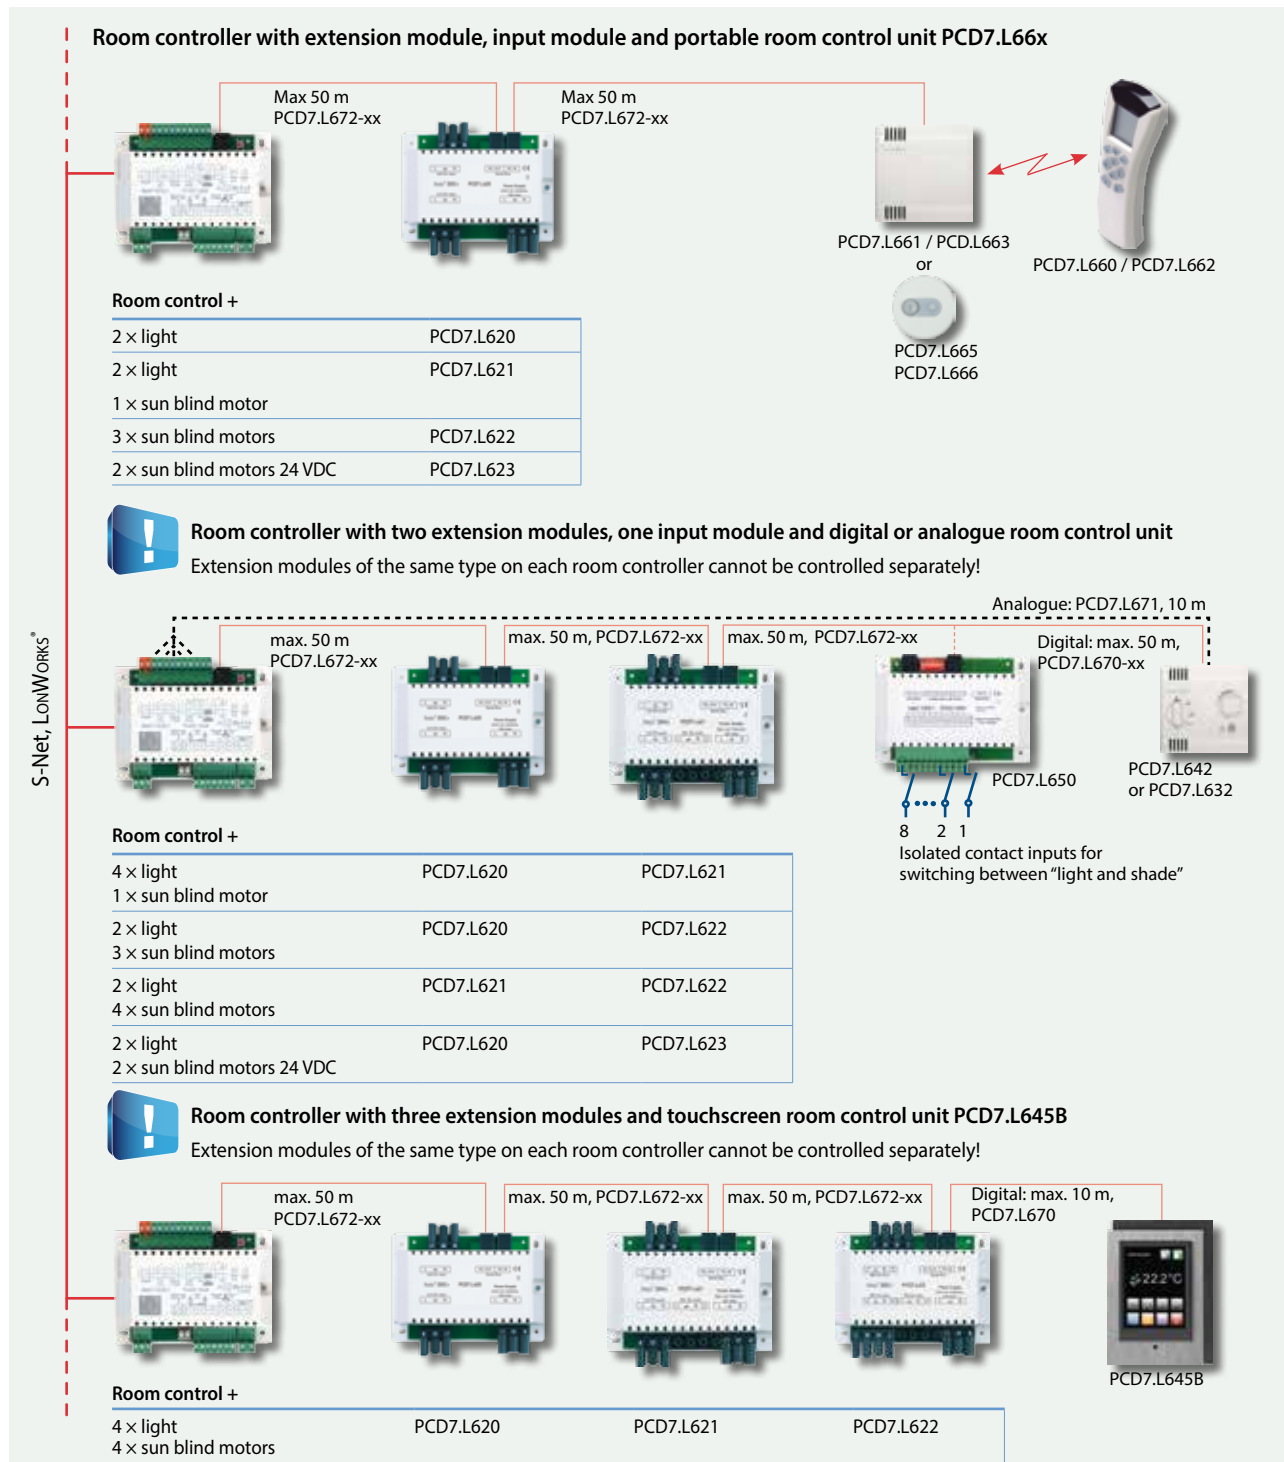 Room controller with extension module, input module and portable room control unit PCD7.L66x
Max 50 m
PCD7.L672-xx
Max 50 m
PCD7.L672-xx
PCD7.L661 / PCD.L663
or
PCD7.L660 / PCD7.L662
PCD7.L665
PCD7.L666
Room control +
2 × light PCD7.L620
2 × light PCD7.L621
1 × sun blind motor
3 × sun blind motors PCD7.L622
2 × sun blind motors 24 VDC PCD7.L623
Room controller with two extension modules, one input module and digital or analogue room control unit
Extension modules of the same type on each room controller cannot be controlled separately!
S-Net, LonWorks®
Analogue: PCD7.L671, 10 m
max. 50 m
PCD7.L672-xx
max. 50 m, PCD7.L672-xx
max. 50 m, PCD7.L672-xx
Digital: max. 50 m,
PCD7.L670-xx
PCD7.L650
PCD7.L642
or PCD7.L632
8 2 1
Isolated contact inputs for
switching between “light and shade”
Room control +
4 × light PCD7.L620 PCD7.L621
1 × sun blind motor
2 × light PCD7.L620 PCD7.L622
3 × sun blind motors
2 × light PCD7.L621 PCD7.L622
4 × sun blind motors
2 × light PCD7.L620 PCD7.L623
2 × sun blind motors 24 VDC
Room controller with three extension modules and touchscreen room control unit PCD7.L645B
Extension modules of the same type on each room controller cannot be controlled separately!
max. 50 m
PCD7.L672-xx
max. 50 m, PCD7.L672-xx
max. 50 m, PCD7.L672-xx
Digital: max. 10 m,
PCD7.L670
22.2°C
PCD7.L645B
Room control +
4 × light PCD7.L620 PCD7.L621 PCD7.L622
4 × sun blind motors